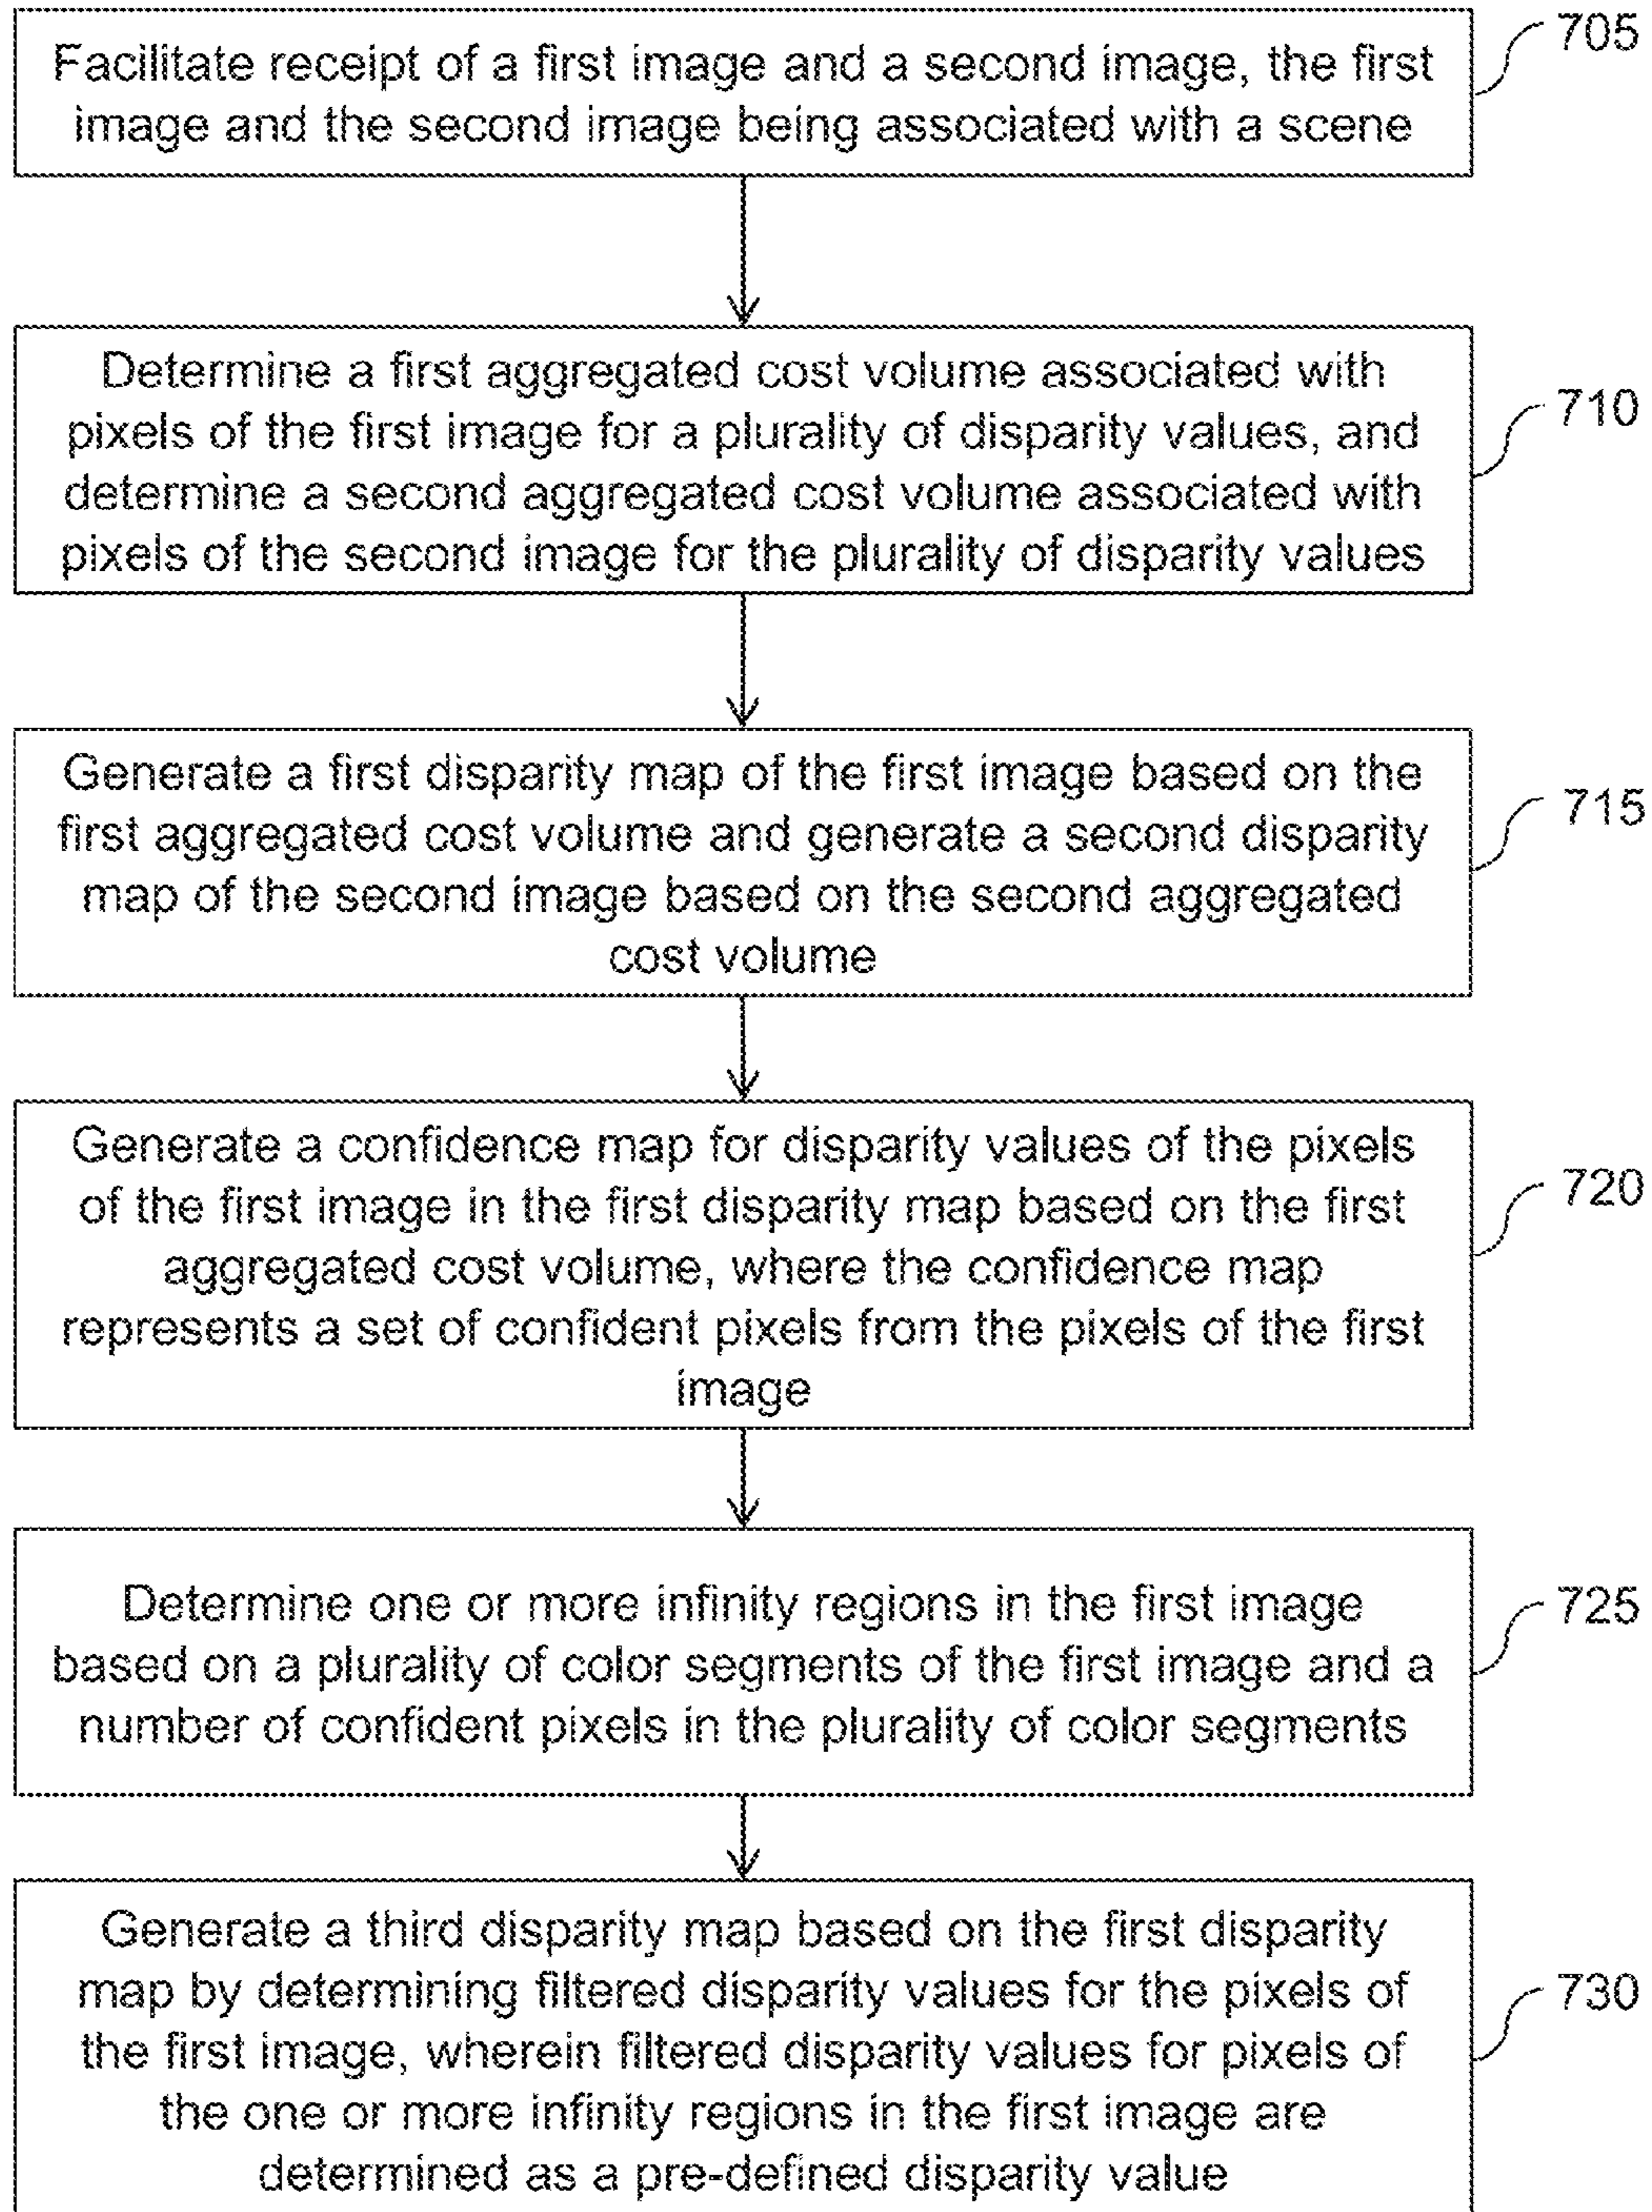 Facilitate receipt of a first image and a second image, the first
image and the second image being associated with a scene
705
Determine a first aggregated cost volume associated with
pixels of the first image for a plurality of disparity values, and
determine a second aggregated cost volume associated with
pixels of the second image for the plurality of disparity values
710
Generate a first disparity map of the first image based on the
first aggregated cost volume and generate a second disparity
map of the second image based on the second aggregated
cost volume
715
Generate a confidence map for disparity values of the pixels
of the first image in the first disparity map based on the first
aggregated cost volume, where the confidence map
represents a set of confident pixels from the pixels of the first
image
720
Determine one or more infinity regions in the first image
based on a plurality of color segments of the first image and a
number of confident pixels in the plurality of color segments
725
Generate a third disparity map based on the first disparity
map by determining filtered disparity values for the pixels of
the first image, wherein filtered disparity values for pixels of
the one or more infinity regions in the first image are
determined as a pre-defined disparity value
730